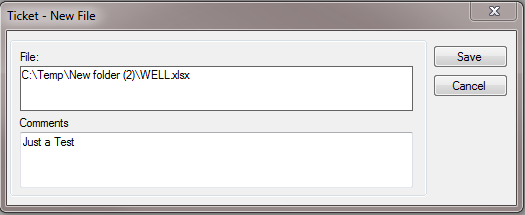 Ticket - New File
File:
C:\Temp\New folder (2)\WELL.xlsx
Save
Cancel
Comments
Just a Test